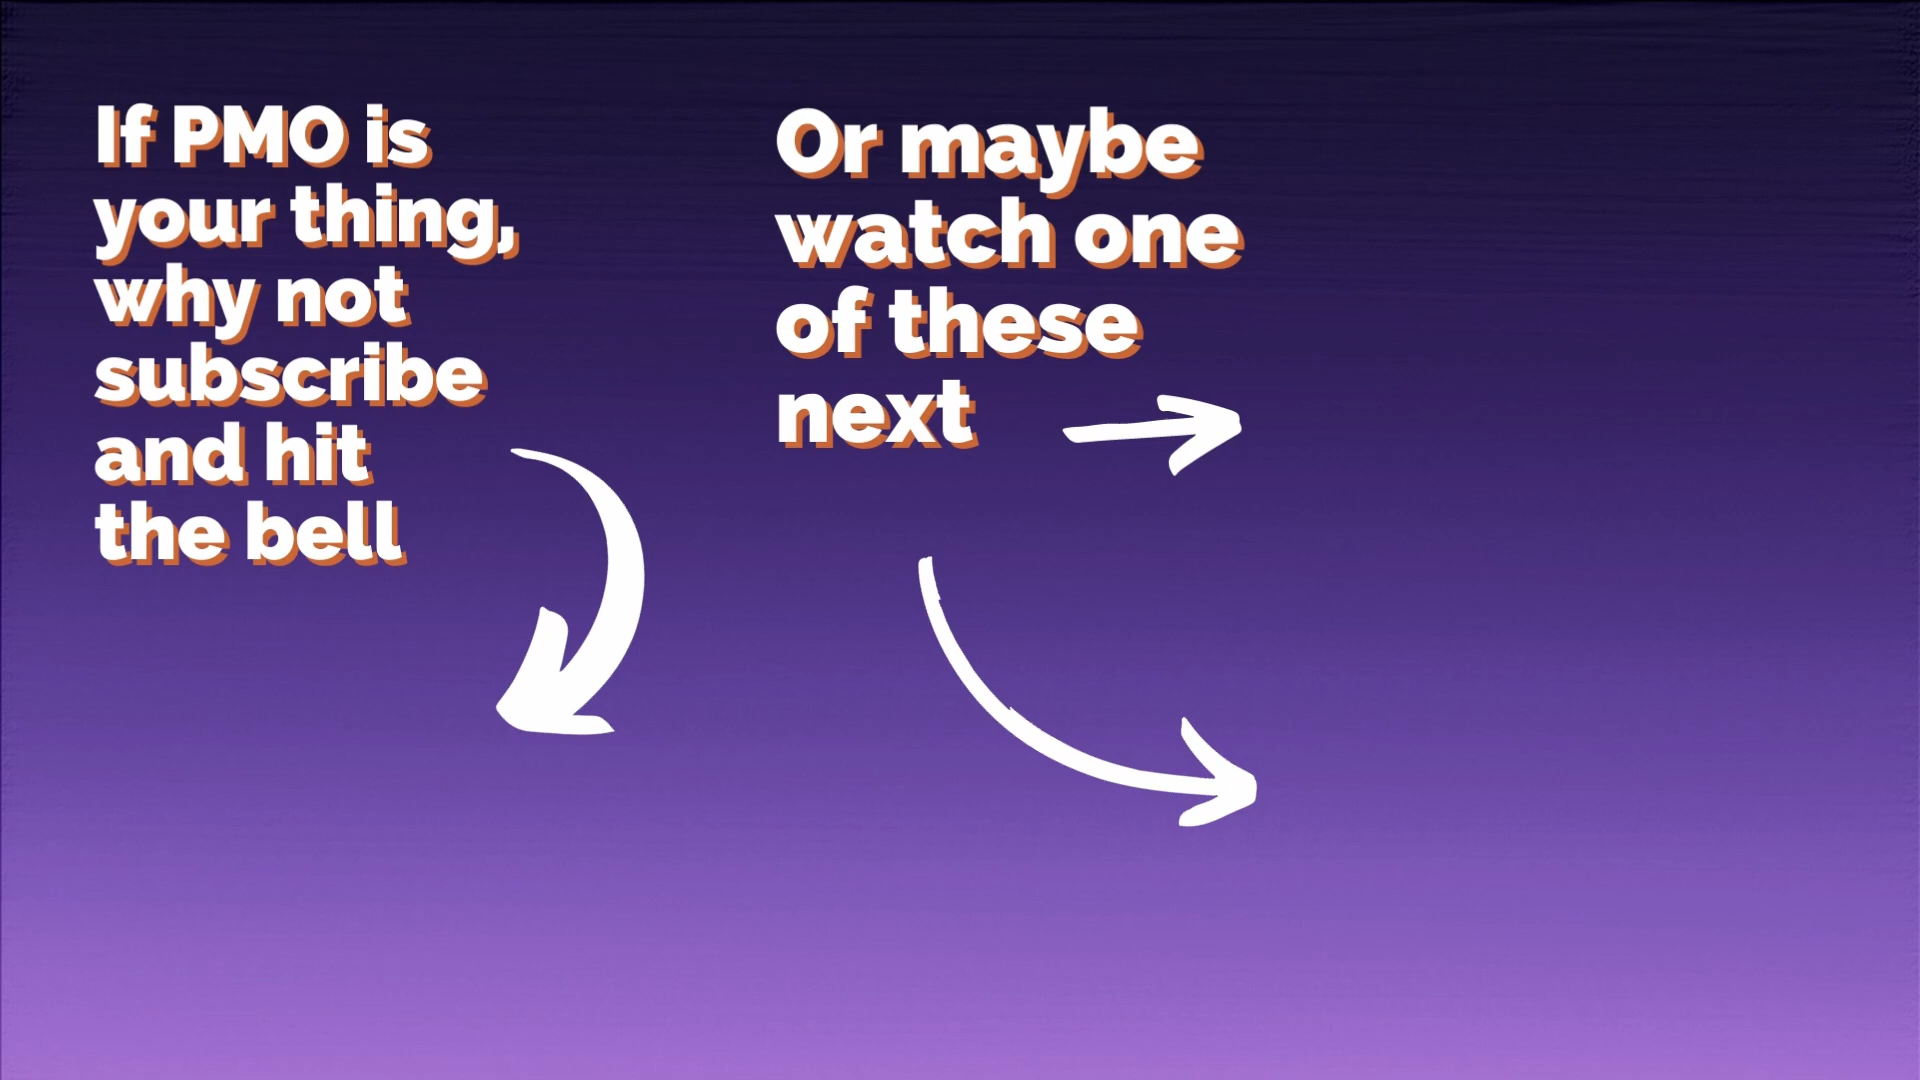 If PMO is
your thing,
why not
subscribe
and hit
the bell
Or maybe
watch one
of these
next